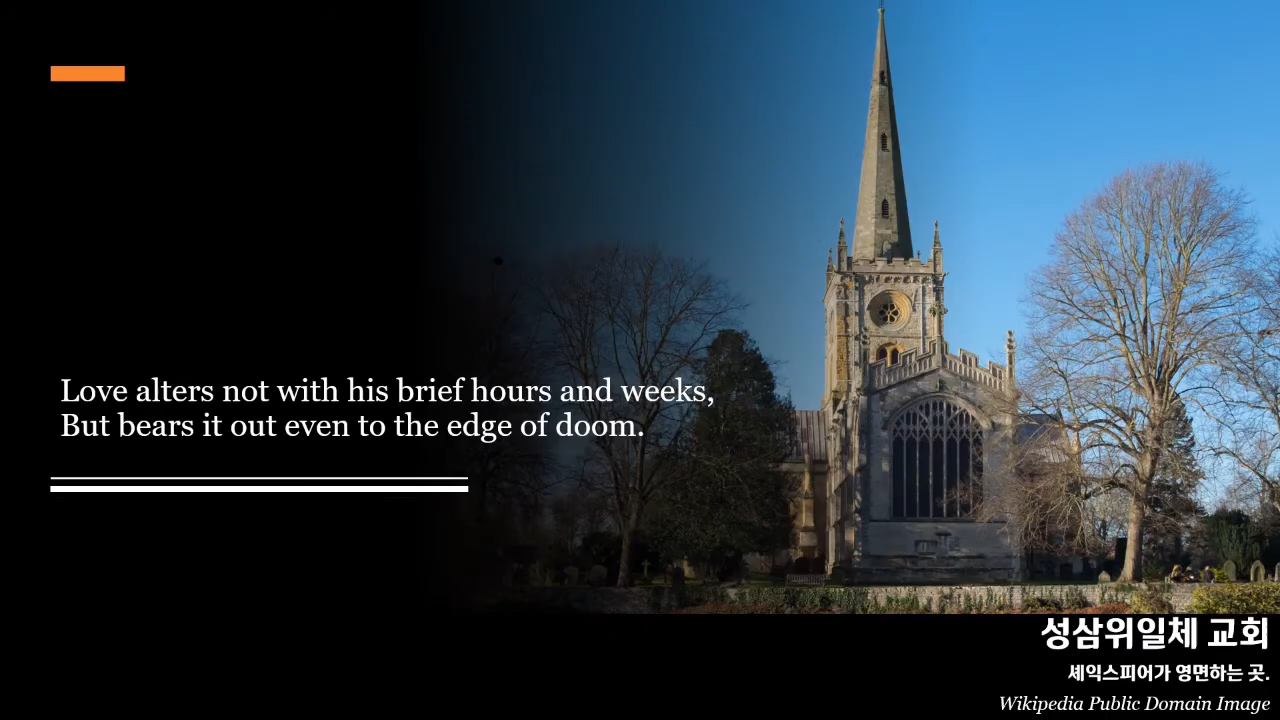 Love alters not with his brief hours and weeks,
But bears it out even to the edge of doom.
성삼위일체 교회
셰익스피어가 영면하는 곳.
Wikipedia Public Domain Image